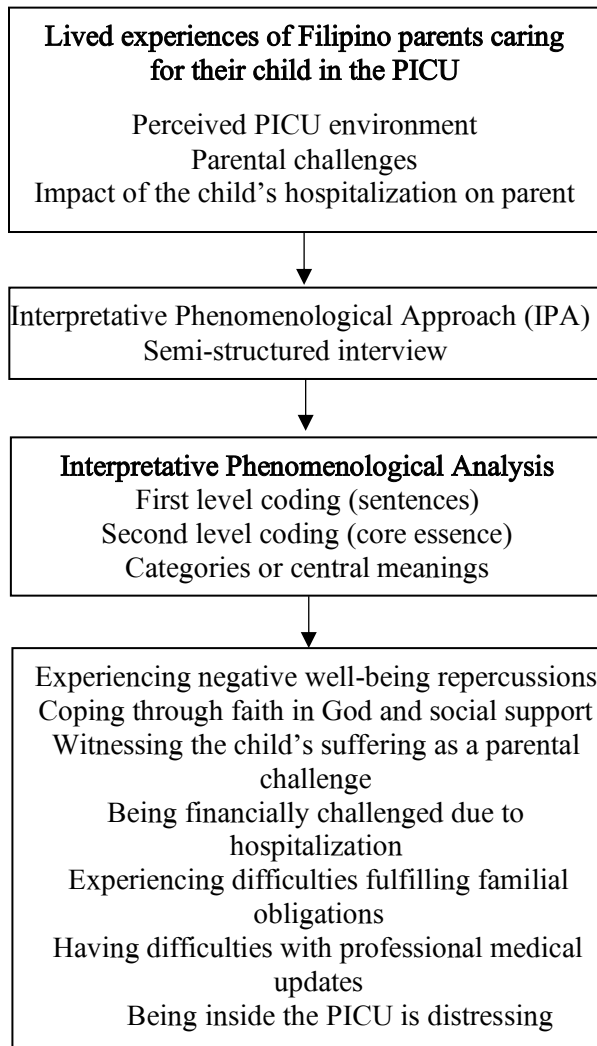 Lived experiences of Filipino parents caring
for their child in the PICU
Perceived PICU environment
Parental challenges
Impact of the child’s hospitalization on parent
Interpretative Phenomenological Approach (IPA)
Semi-structured interview
Interpretative Phenomenological Analysis
First level coding (sentences)
Second level coding (core essence)
Categories or central meanings
Experiencing negative well-being repercussions
Coping through faith in God and social support
Witnessing the child’s suffering as a parental
challenge
Being financially challenged due to
hospitalization
Experiencing difficulties fulfilling familial
obligations
Having difficulties with professional medical
updates
Being inside the PICU is distressing